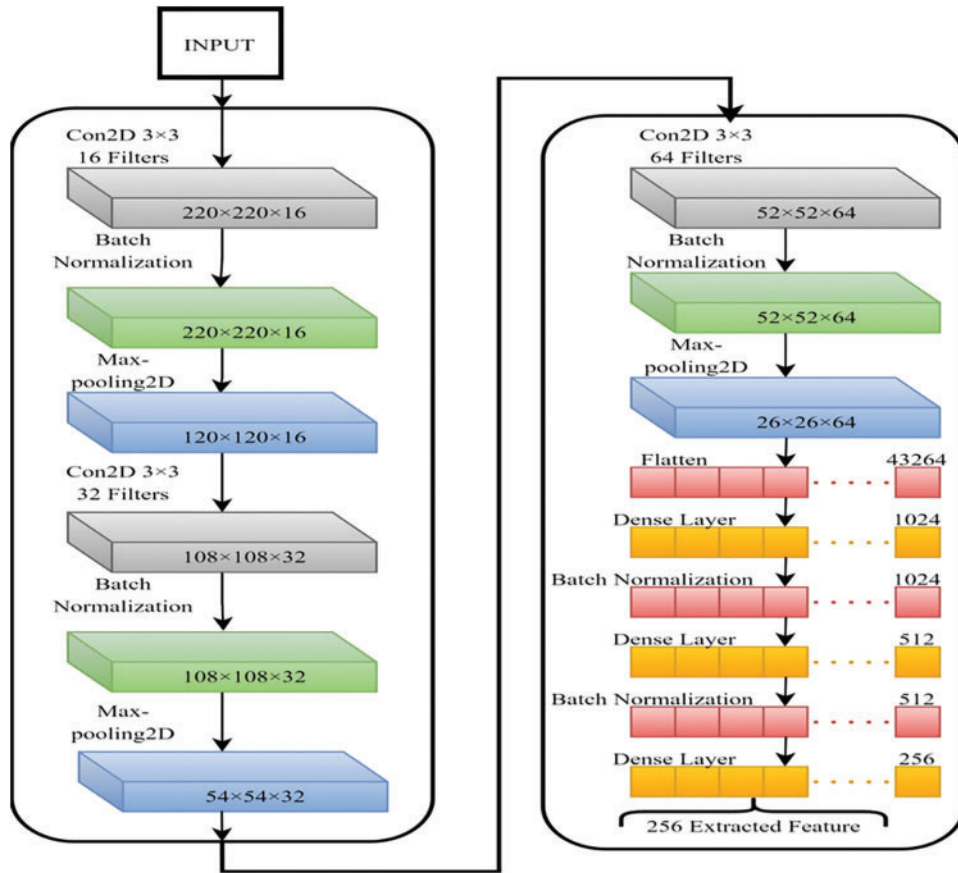 INPUT
Con2D 3×3
16 Filters
220×220×16
Batch
Normalization
220×220×16
Max-
pooling2D
120×120×16
Con2D 3×3
32 Filters
108×108×32
Batch
Normalization
108×108×32
Max-
pooling2D
54×54×32
Con2D 3×3
64 Filters
52×52×64
Batch
Normalization
52×52×64
Max-
pooling2D
26×26×64
Flatten 43264
Dense Layer 1024
Batch Normalization 1024
Dense Layer 512
Batch Normalization 512
Dense Layer 256
256 Extracted Feature